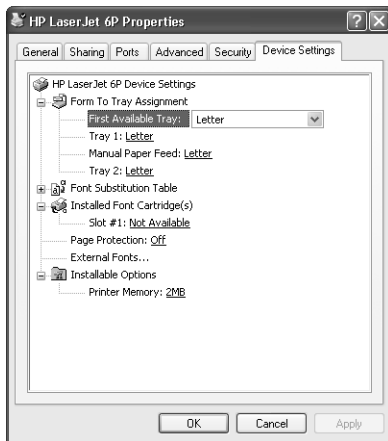 HP LaserJet 6P Properties
General Sharing Ports Advanced Security Device Settings
HP LaserJet 6P Device Settings
Form To Tray Assignment
First Available Tray: Letter
Tray 1: Letter
Manual Paper Feed: Letter
Tray 2: Letter
Font Substitution Table
Installed Font Cartridge(s)
Slot #1: Not Available
Page Protection: Off
External Fonts...
Installable Options
Printer Memory: 2MB
OK Cancel Apply